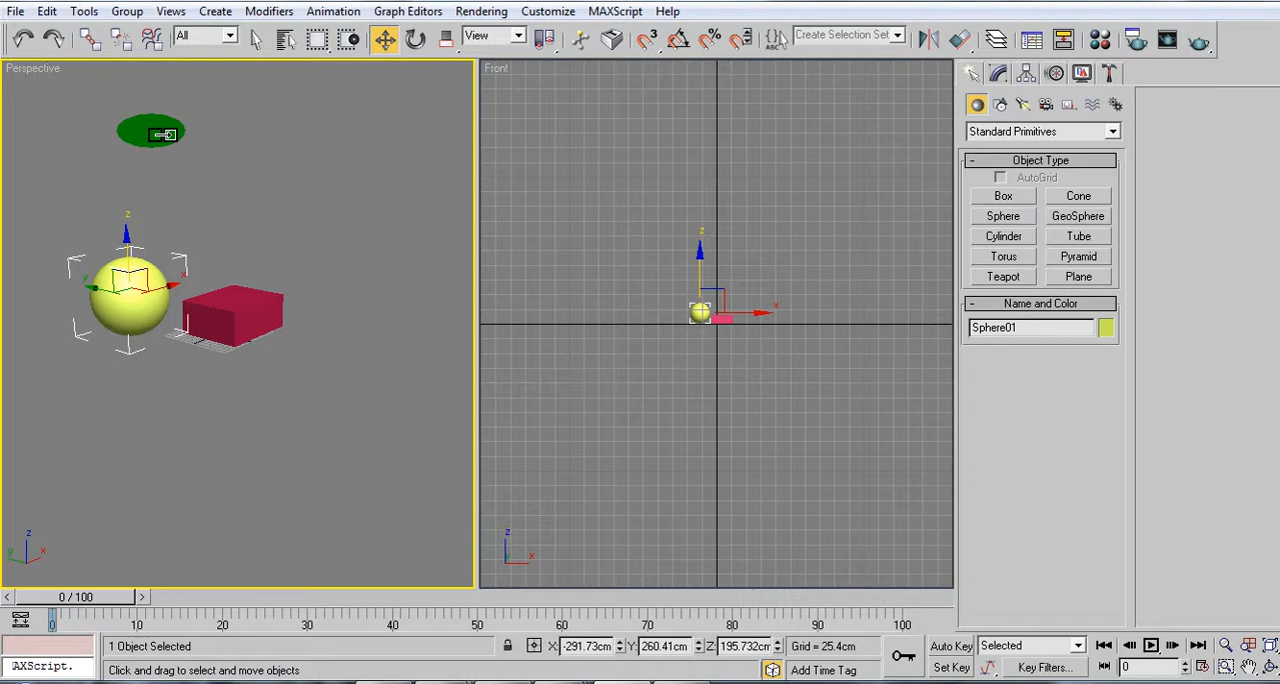 File Edit Tools Group Views Create Modifiers Animation Graph Editors Rendering Customize MAXScript Help
All View 3 % ABC Create Selection Set
Perspective Front
Standard Primitives
- Object Type
AutoGrid
Box Cone
Sphere GeoSphere
Cylinder Tube
Torus Pyramid
Teapot Plane
- Name and Color
Sphere01
z
y x
z
x
z
y x
z
x
< 0 / 100 >
0 10 20 30 40 50 60 70 80 90 100
1 Object Selected X: -291.73cm Y: 260.41cm Z: 195.732cm Grid = 25.4cm Auto Key Selected
AXScript. Click and drag to select and move objects Add Time Tag Set Key Key Filters... 0